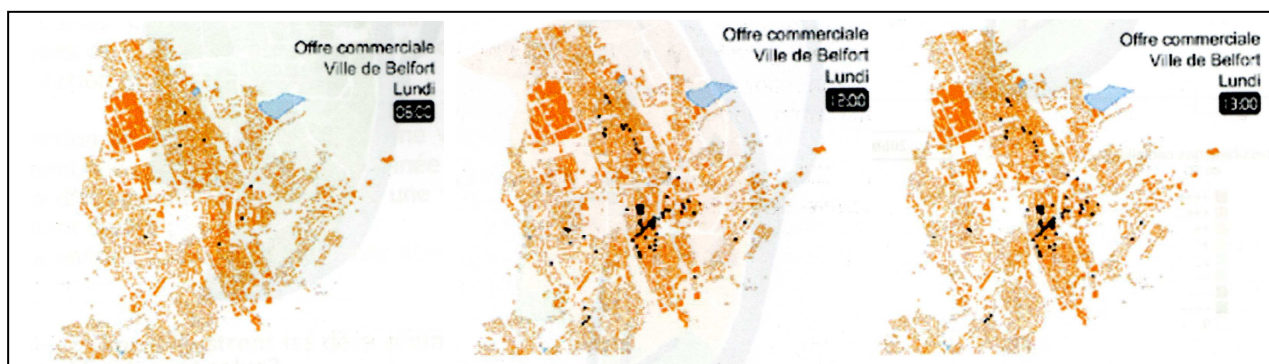 Offre commerciale
Ville de Belfort
Lundi
06:00
Offre commerciale
Ville de Belfort
Lundi
12:00
Offre commerciale
Ville de Belfort
Lundi
13:00